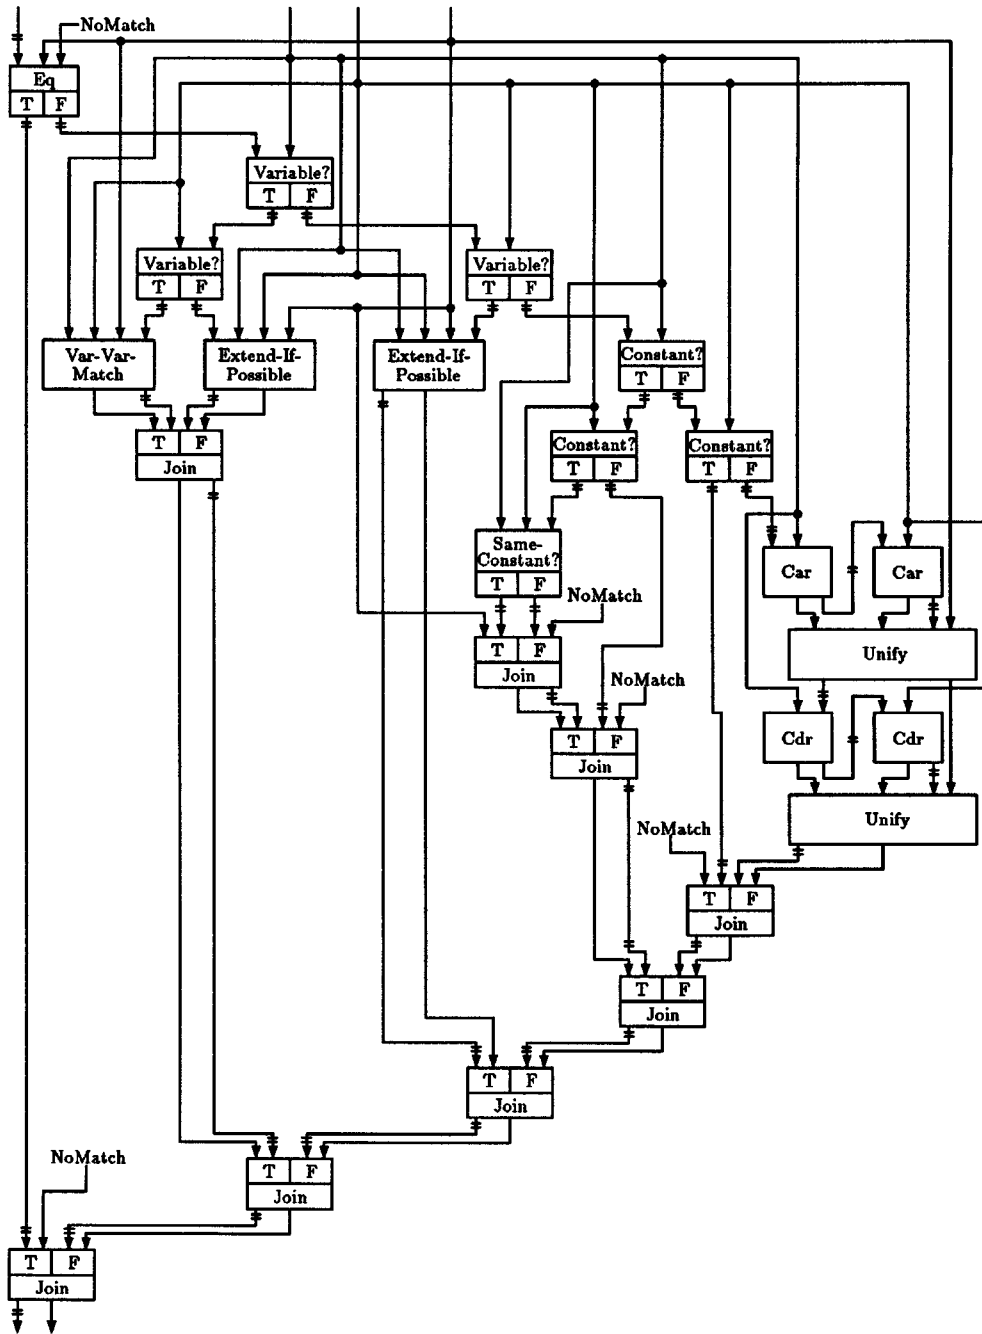 NoMatch
Eq
T F
Variable?
T F
Variable?
T F
Variable?
T F
Var-Var-
Match
Extend-If-
Possible
Extend-If-
Possible
Constant?
T F
T F
Join
Constant?
T F
Constant?
T F
Same-
Constant?
T F
Car
Car
NoMatch
T F
Join
Unify
NoMatch
T F
Join
Cdr
Cdr
Unify
NoMatch
T F
Join
T F
Join
T F
Join
NoMatch
T F
Join
T F
Join